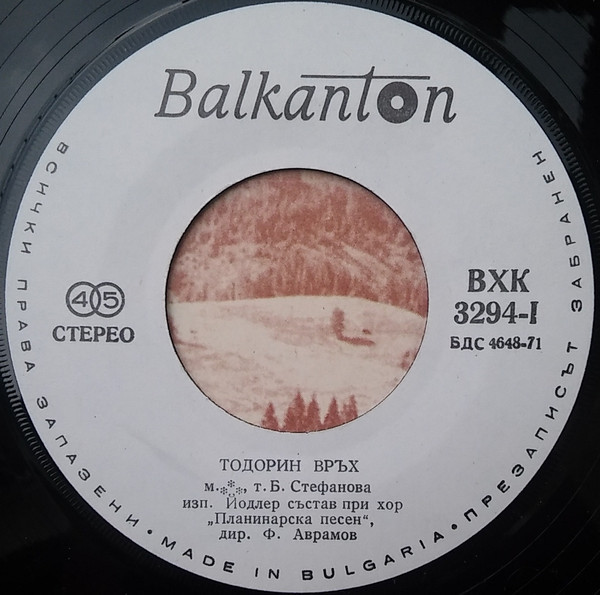 Balkanton
45
СТЕРЕО
ВХК
3294-I
БДС 4648-71
ТОДОРИН ВРЪХ
м. ***, т. Б. Стефанова
изп. Йодлер състав при хор
„Планинарска песен“,
дир. Ф. Аврамов
ВСИЧКИ ПРАВА ЗАПАЗЕНИ • MADE IN BULGARIA • ПРЕЗАПИСЪТ ЗАБРАНЕН